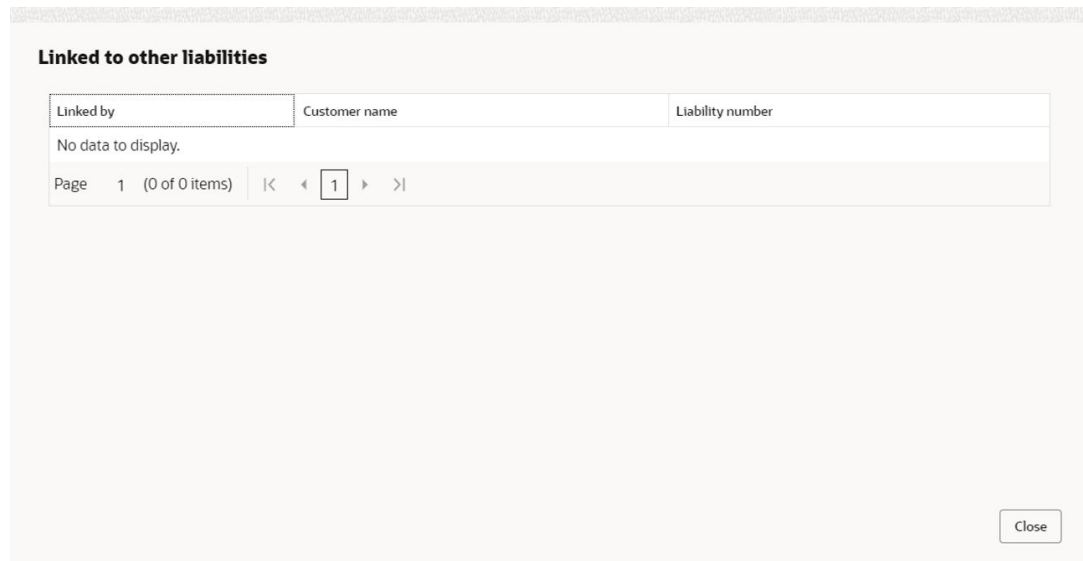 Linked to other liabilities
Linked by Customer name Liability number
No data to display.
Page 1 (0 of 0 items) 1
Close